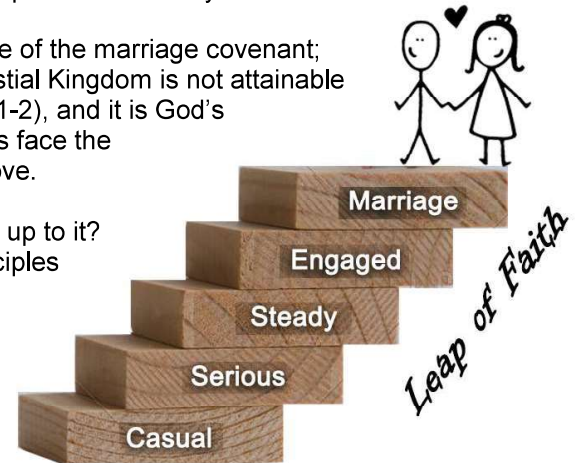 e of the marriage covenant;
stial Kingdom is not attainable
1-2), and it is God's
s face the
ove.
up to it?
ciples
Marriage
Engaged
Steady
Serious
Casual
Leap of Faith